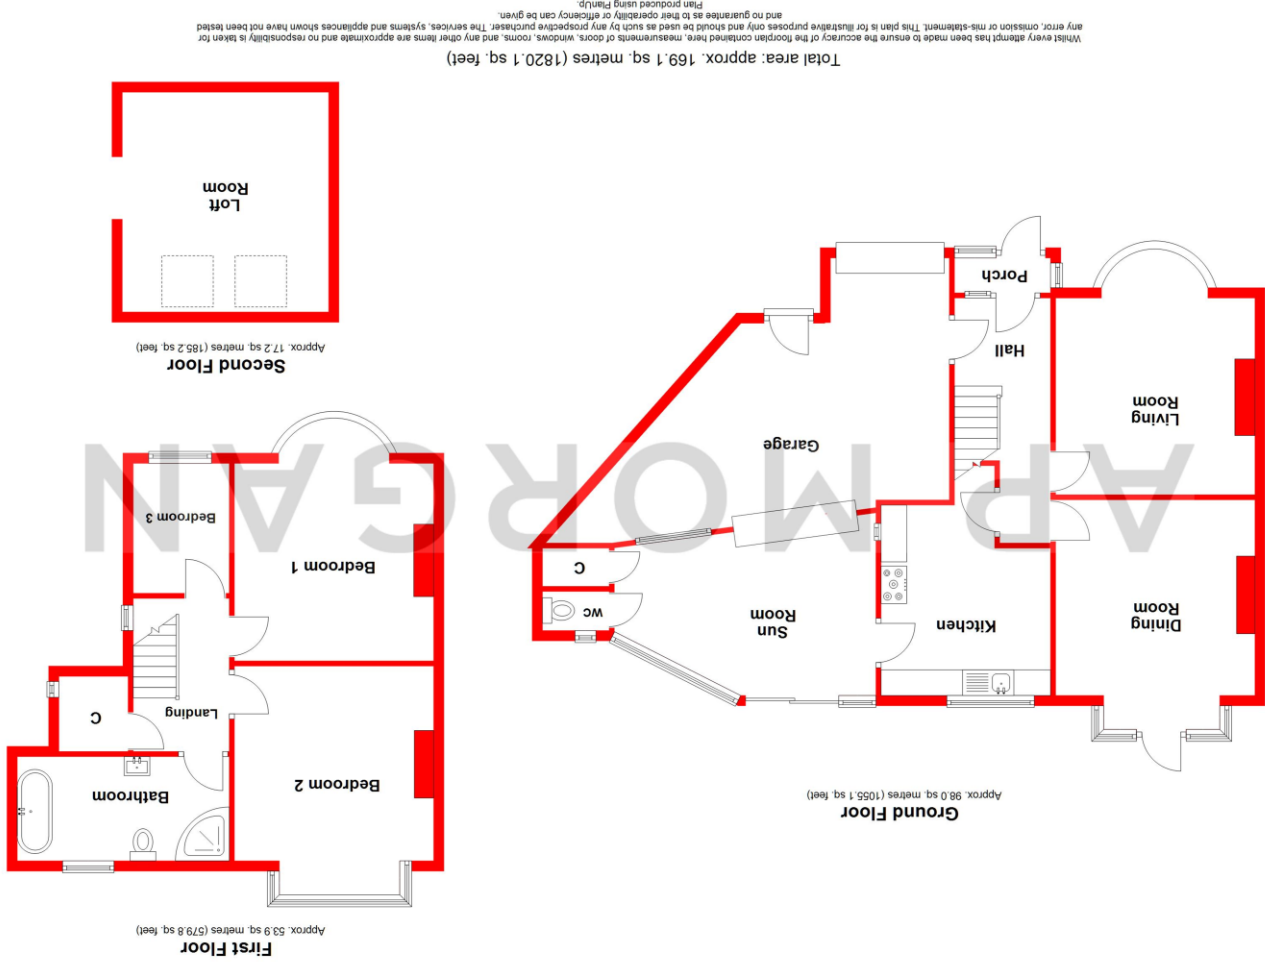 Ground Floor
Approx. 98.0 sq. metres (1055.1 sq. feet)
Dining
Room
Kitchen
Sun
Room
WC
C
Garage
Living
Room
Hall
Porch
First Floor
Approx. 53.9 sq. metres (579.8 sq. feet)
Bedroom 2
Bathroom
C
Landing
Bedroom 1
Bedroom 3
Second Floor
Approx. 17.2 sq. metres (185.2 sq. feet)
Loft
Room
AP MORGAN
Total area: approx. 169.1 sq. metres (1820.1 sq. feet)
Whilst every attempt has been made to ensure the accuracy of the floorplan contained here, measurements of doors, windows, rooms, and any other items are approximate and no responsibility is taken for
any error, omission or mis-statement. This plan is for illustrative purposes only and should be used as such by any prospective purchaser. The services, systems and appliances shown have not been tested
and no guarantee as to their operability or efficiency can be given.
Plan produced using PlanUp.